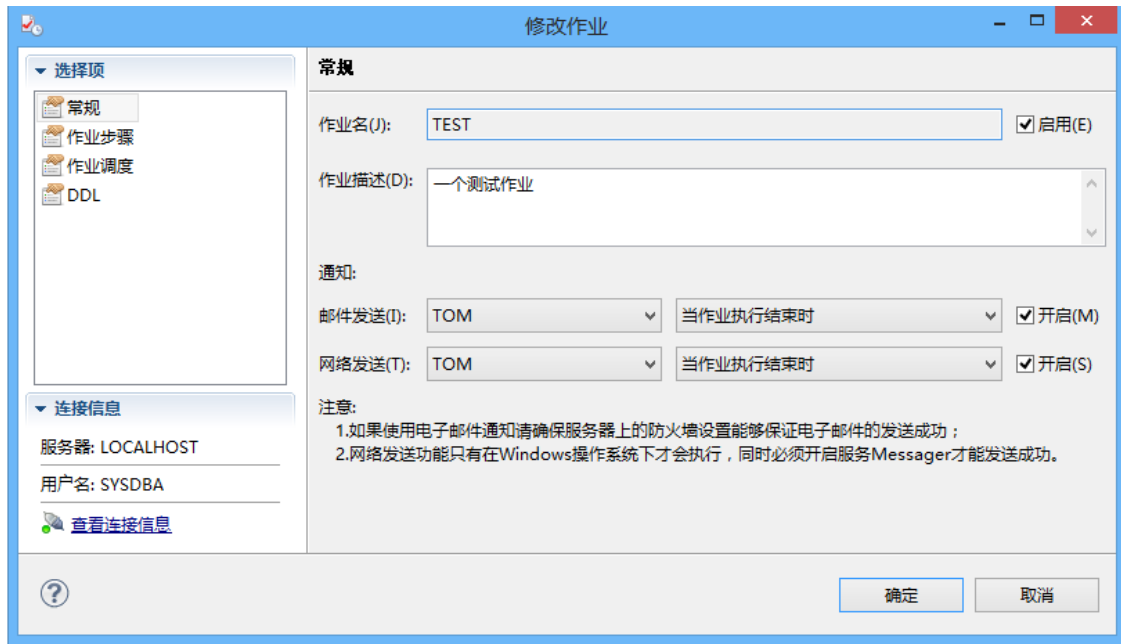 修改作业
选择项
常规
作业步骤
作业调度
DDL
连接信息
服务器: LOCALHOST
用户名: SYSDBA
查看连接信息
常规
作业名(J): TEST 启用(E)
作业描述(D): 一个测试作业
通知:
邮件发送(I): TOM 当作业执行结束时 开启(M)
网络发送(T): TOM 当作业执行结束时 开启(S)
注意:
1.如果使用电子邮件通知请确保服务器上的防火墙设置能够保证电子邮件的发送成功；
2.网络发送功能只有在Windows操作系统下才会执行，同时必须开启服务Messager才能发送成功。
确定 取消